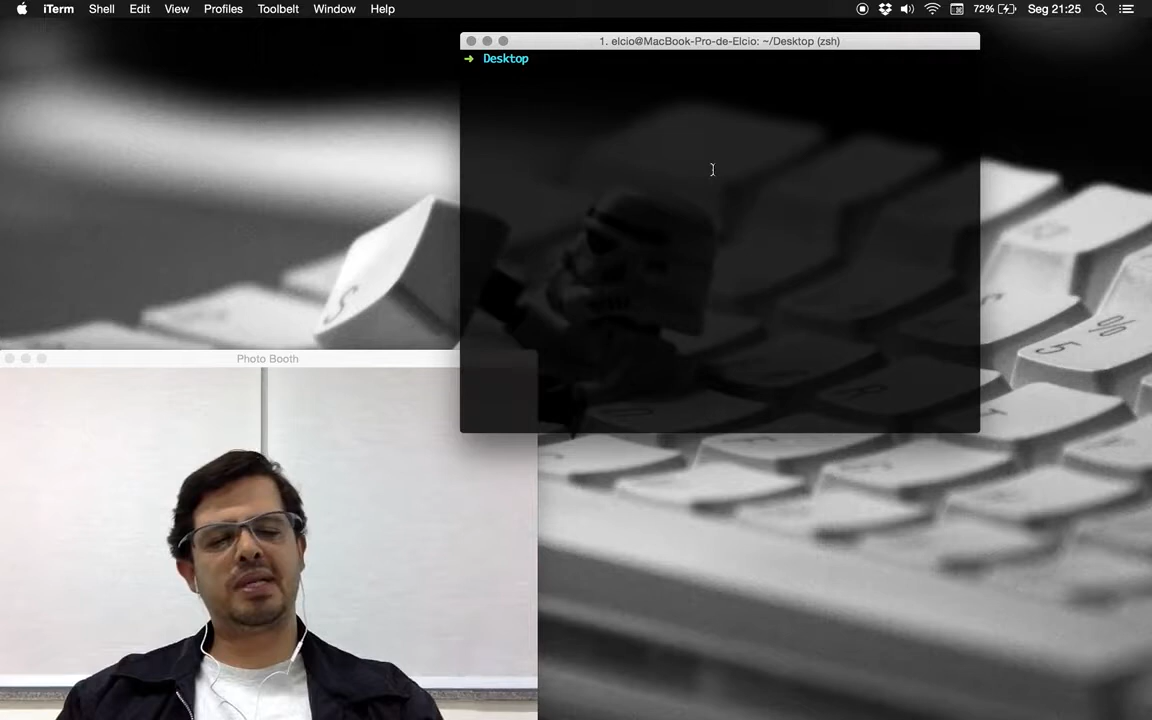 iTerm Shell Edit View Profiles Toolbelt Window Help 72% Seg 21:25
1. elcio@MacBook-Pro-de-Elcio: ~/Desktop (zsh)
➜ Desktop
S
%
5
Photo Booth